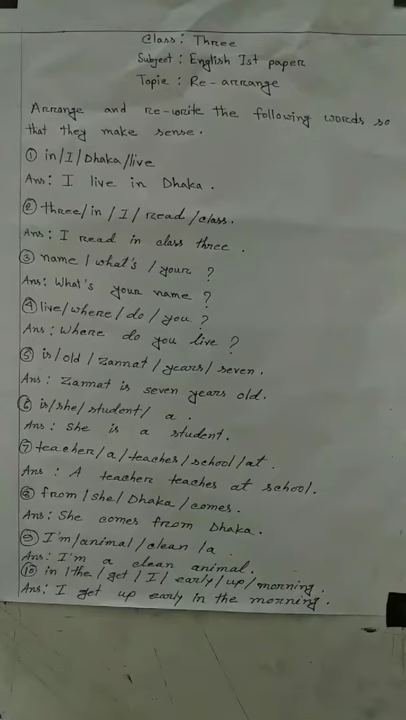 Class: Three
Subject: English Ist paper
Topic: Re-arrange
Arrange and re-write the following words so
that they make sense.
① in/I/Dhaka/live
Ans: I live in Dhaka.
② three/in/I/read/class.
Ans: I read in class three.
③ name/what's/your?
Ans: What's your name?
④ live/where/do/you?
Ans: Where do you live?
⑤ is/old/Zannat/years/seven.
Ans: Zannat is seven years old.
⑥ is/she/student/a.
Ans: She is a student.
⑦ teacher/a/teaches/school/at.
Ans: A teacher teaches at school.
⑧ from/she/Dhaka/comes.
Ans: She comes from Dhaka.
⑨ I'm/animal/clean/a
Ans: I'm a clean animal.
⑩ in/the/get/I/early/up/morning.
Ans: I get up early in the morning.